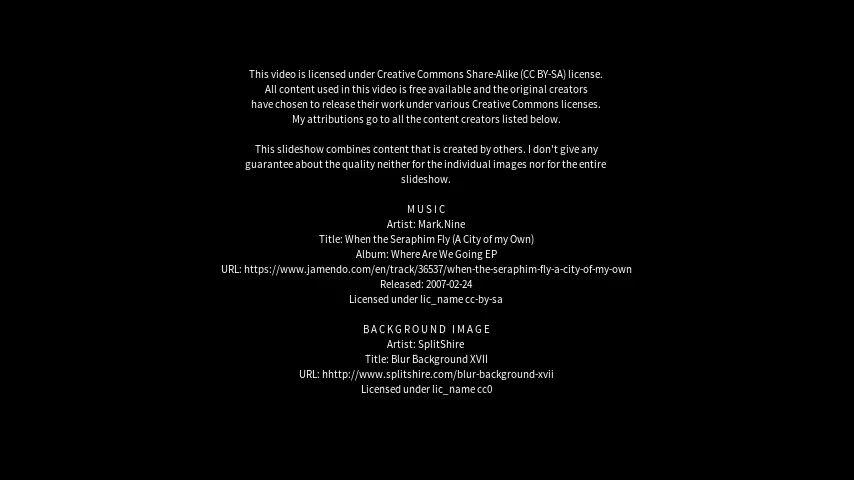 This video is licensed under Creative Commons Share-Alike (CC BY-SA) license.
All content used in this video is free available and the original creators
have chosen to release their work under various Creative Commons licenses.
My attributions go to all the content creators listed below.
This slideshow combines content that is created by others. I don't give any
guarantee about the quality neither for the individual images nor for the entire
slideshow.
MUSIC
Artist: Mark.Nine
Title: When the Seraphim Fly (A City of my Own)
Album: Where Are We Going EP
URL: https://www.jamendo.com/en/track/36537/when-the-seraphim-fly-a-city-of-my-own
Released: 2007-02-24
Licensed under lic_name cc-by-sa
BACKGROUND IMAGE
Artist: SplitShire
Title: Blur Background XVII
URL: hhttp://www.splitshire.com/blur-background-xvii
Licensed under lic_name cc0